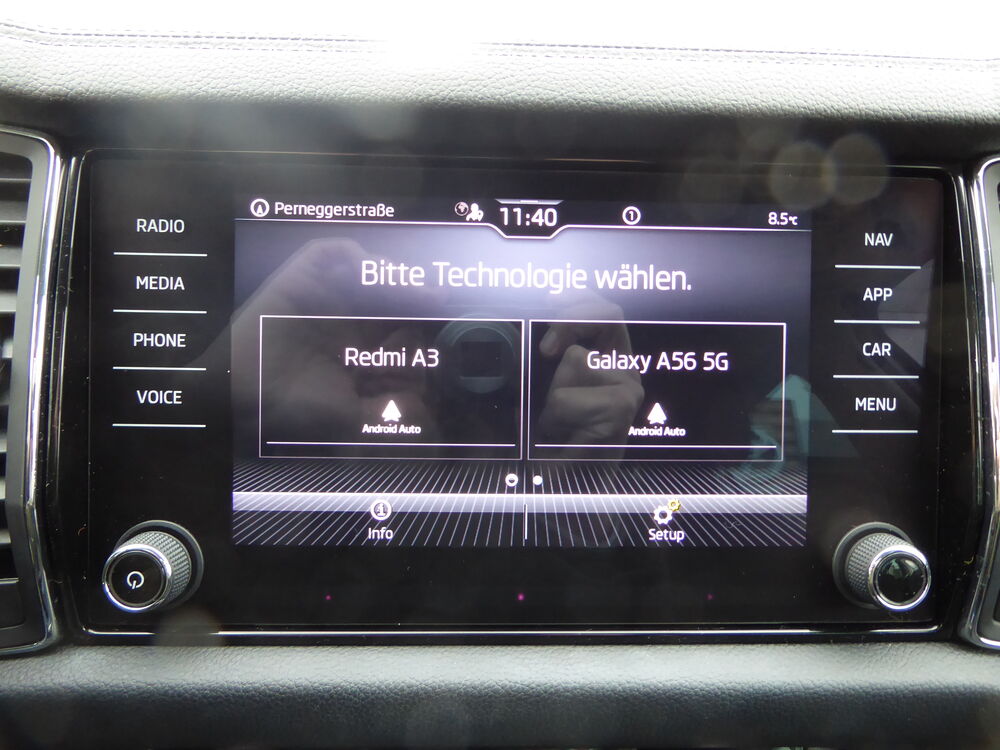 Perneggerstraße 11:40 1 8.5°C
RADIO
MEDIA
PHONE
VOICE
Bitte Technologie wählen.
Redmi A3
Android Auto
Galaxy A56 5G
Android Auto
Info
Setup
NAV
APP
CAR
MENU